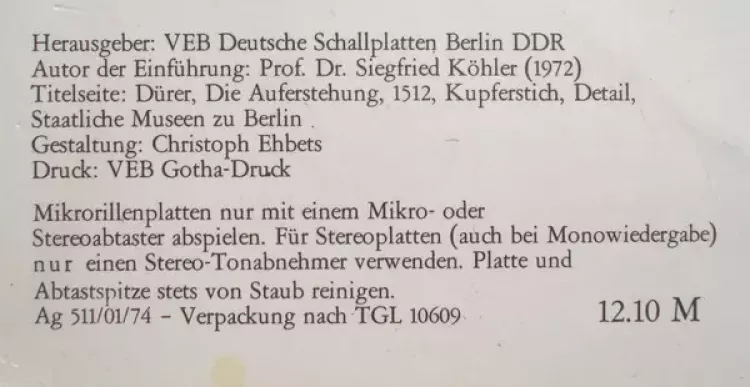 Herausgeber: VEB Deutsche Schallplatten Berlin DDR
Autor der Einführung: Prof. Dr. Siegfried Köhler (1972)
Titelseite: Dürer, Die Auferstehung, 1512, Kupferstich, Detail,
Staatliche Museen zu Berlin
Gestaltung: Christoph Ehbets
Druck: VEB Gotha-Druck
Mikrorillenplatten nur mit einem Mikro- oder
Stereoabtaster abspielen. Für Stereoplatten (auch bei Monowiedergabe)
nur einen Stereo-Tonabnehmer verwenden. Platte und
Abtastspitze stets von Staub reinigen.
Ag 511/01/74 – Verpackung nach TGL 10609 12.10 M